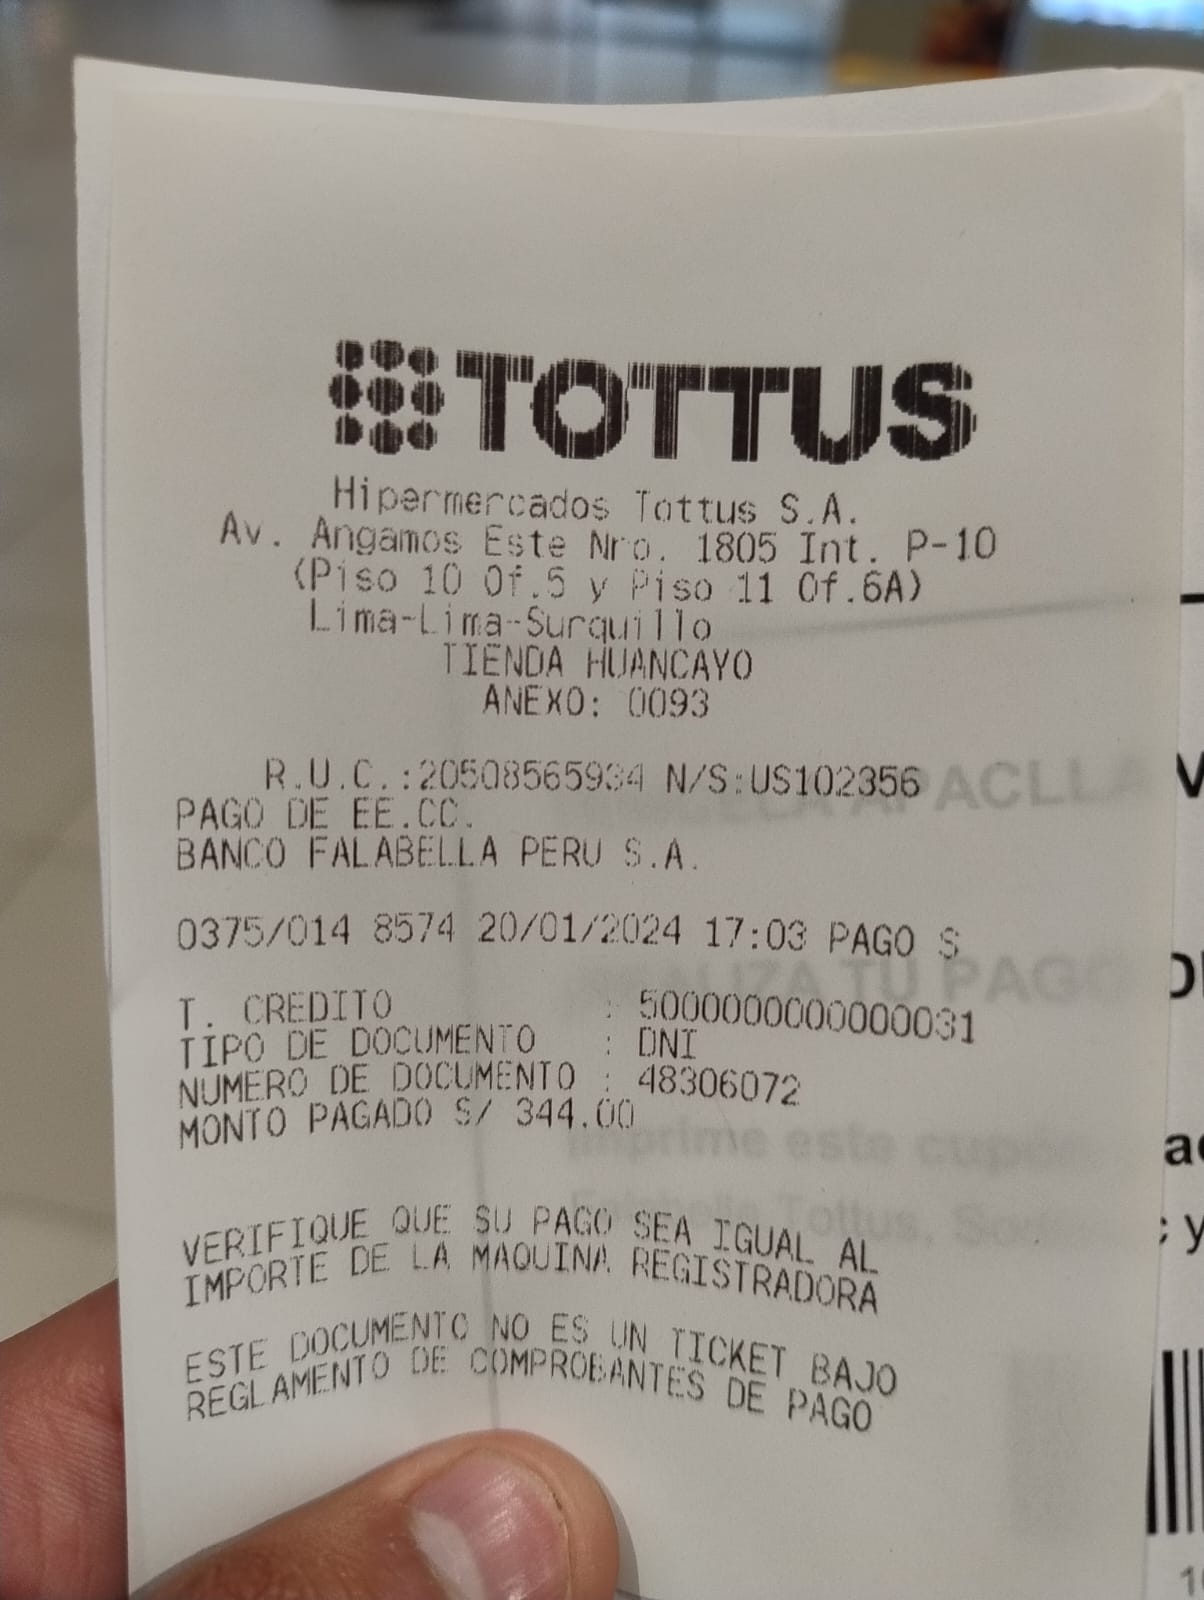 TOTTUS
Hipermercados Tottus S.A.
Av. Angamos Este Nro. 1805 Int. P-10
(Piso 10 Of.5 y Piso 11 Of.6A)
Lima-Lima-Surquillo
TIENDA HUANCAYO
ANEXO: 0093
R.U.C.:20508565934 N/S:US102356
PAGO DE EE.CC.
BANCO FALABELLA PERU S.A.
0375/014 8574 20/01/2024 17:03 PAGO S
T. CREDITO : 5000000000000031
TIPO DE DOCUMENTO : DNI
NUMERO DE DOCUMENTO : 48306072
MONTO PAGADO S/ 344.00
VERIFIQUE QUE SU PAGO SEA IGUAL AL
IMPORTE DE LA MAQUINA REGISTRADORA
ESTE DOCUMENTO NO ES UN TICKET BAJO
REGLAMENTO DE COMPROBANTES DE PAGO